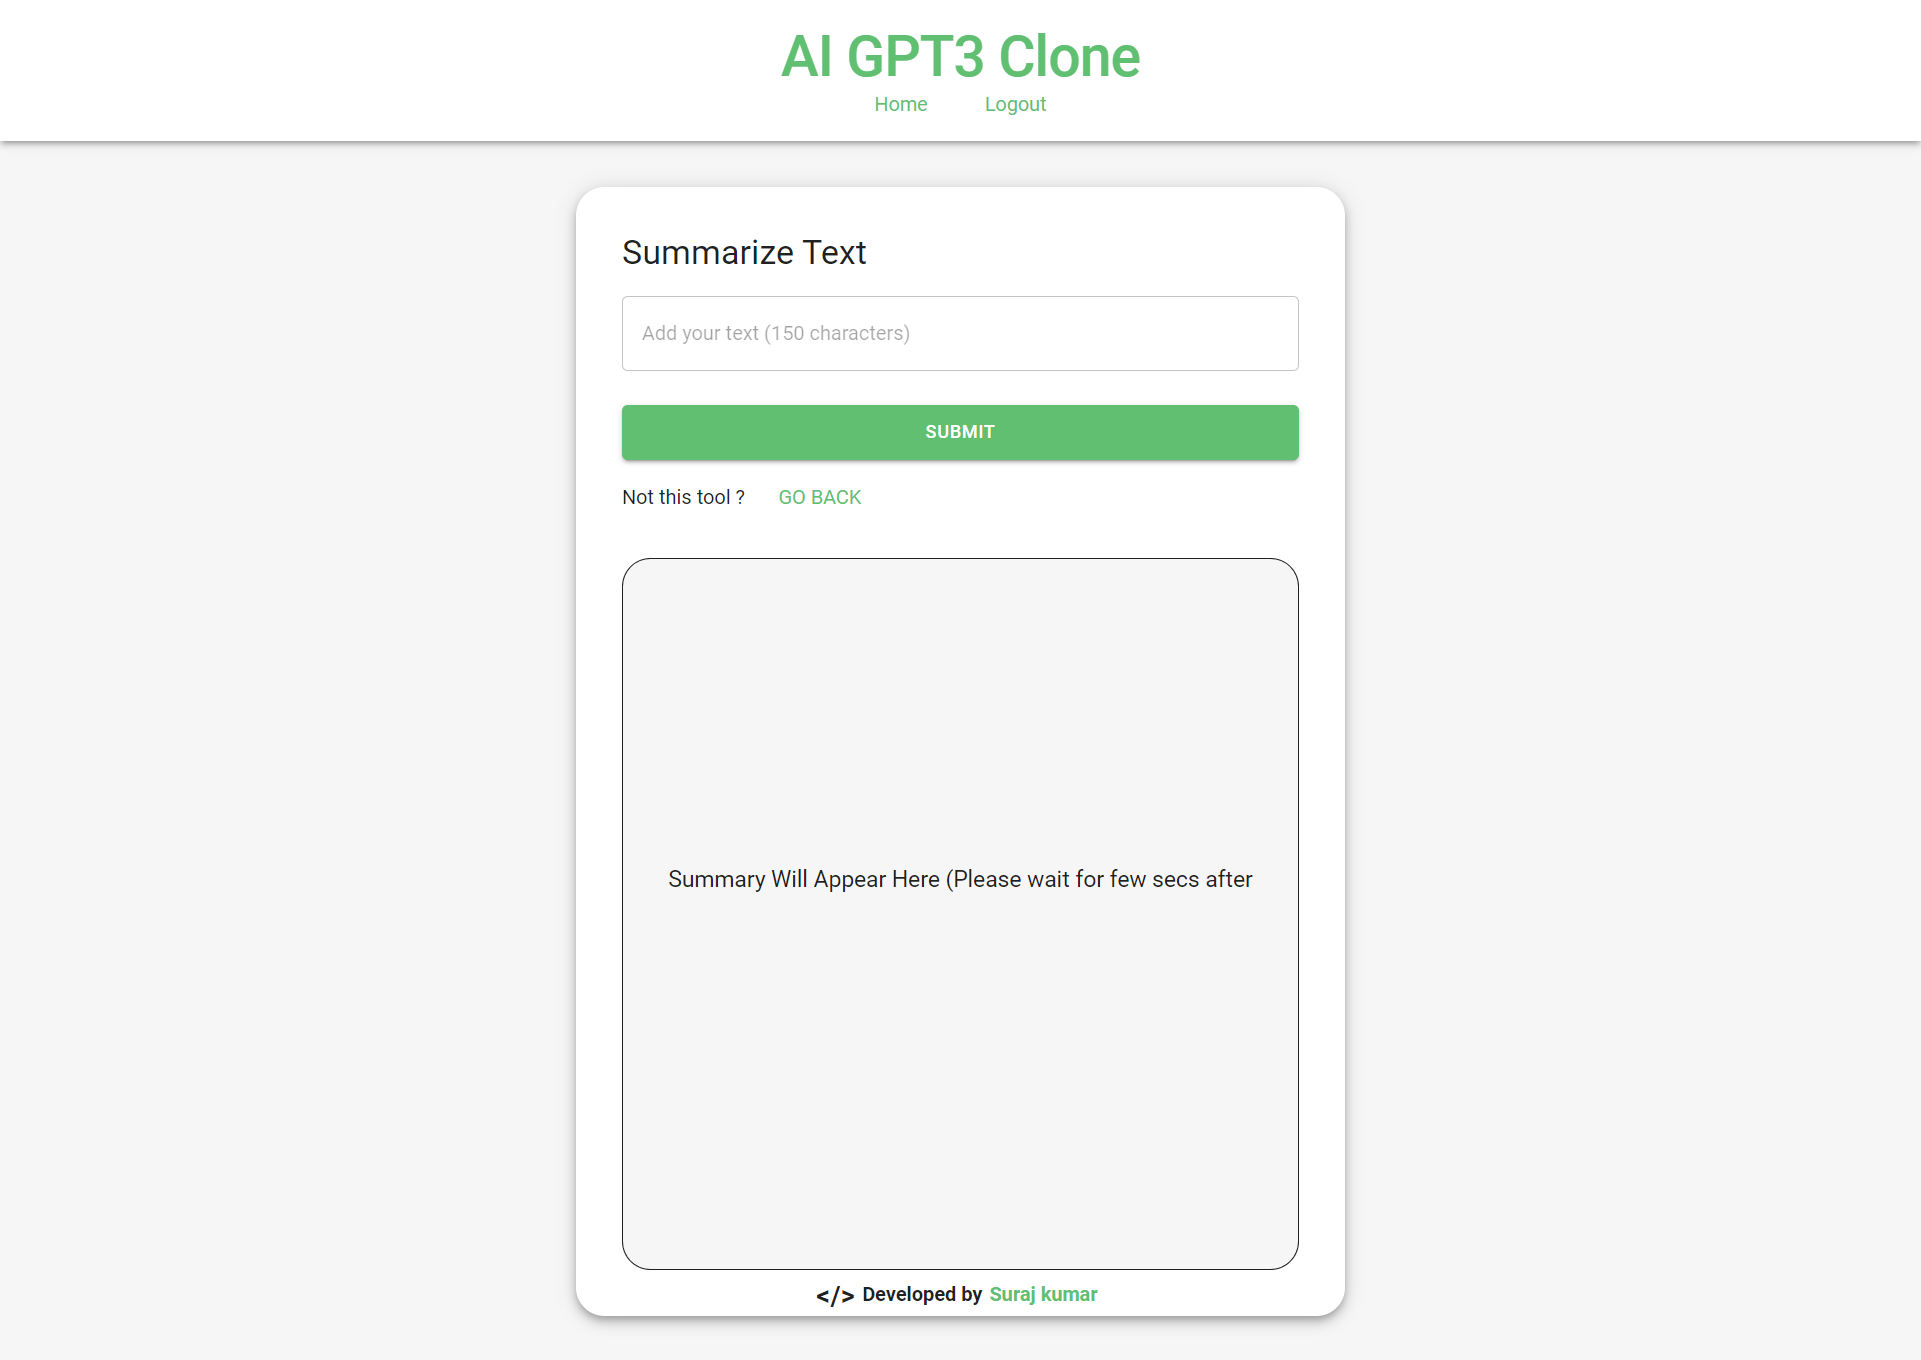 AI GPT3 Clone
Home Logout
Summarize Text
Add your text (150 characters)
SUBMIT
Not this tool ? GO BACK
Summary Will Appear Here (Please wait for few secs after
</> Developed by Suraj kumar